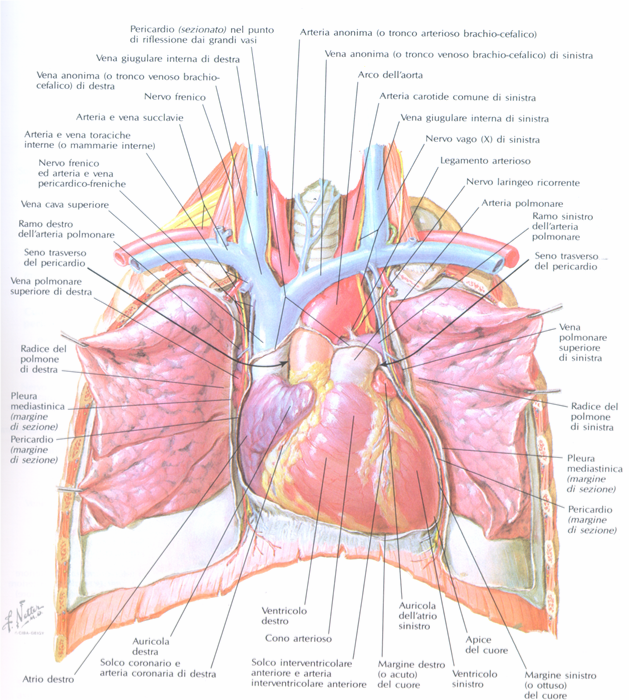 Pericardio (sezionato) nel punto
di riflessione dai grandi vasi
Vena giugulare interna di destra
Vena anonima (o tronco venoso brachio-
cefalico) di destra
Nervo frenico
Arteria e vena succlavie
Arteria e vena toraciche
interne (o mammarie interne)
Nervo frenico
ed arteria e vena
pericardico-freniche
Vena cava superiore
Ramo destro
dell'arteria polmonare
Seno trasverso
del pericardio
Vena polmonare
superiore di destra
Radice del
polmone
di destra
Pleura
mediastinica
(margine
di sezione)
Pericardio
(margine
di sezione)
Arteria anonima (o tronco arterioso brachio-cefalico)
Vena anonima (o tronco venoso brachio-cefalico) di sinistra
Arco dell'aorta
Arteria carotide comune di sinistra
Vena giugulare interna di sinistra
Nervo vago (X) di sinistra
Legamento arterioso
Nervo laringeo ricorrente
Arteria polmonare
Ramo sinistro
dell'arteria
polmonare
Seno trasverso
del pericardio
Vena
polmonare
superiore
di sinistra
Radice del
polmone
di sinistra
Pleura
mediastinica
(margine
di sezione)
Pericardio
(margine
di sezione)
Atrio destro
Auricola
destra
Solco coronario e
arteria coronaria di destra
Ventricolo
destro
Cono arterioso
Solco interventricolare
anteriore e arteria
interventricolare anteriore
Margine destro
(o acuto)
del cuore
Auricola
dell'atrio
sinistro
Apice
del cuore
Ventricolo
sinistro
Margine sinistro
(o ottuso)
del cuore
F. Netter
M.D.